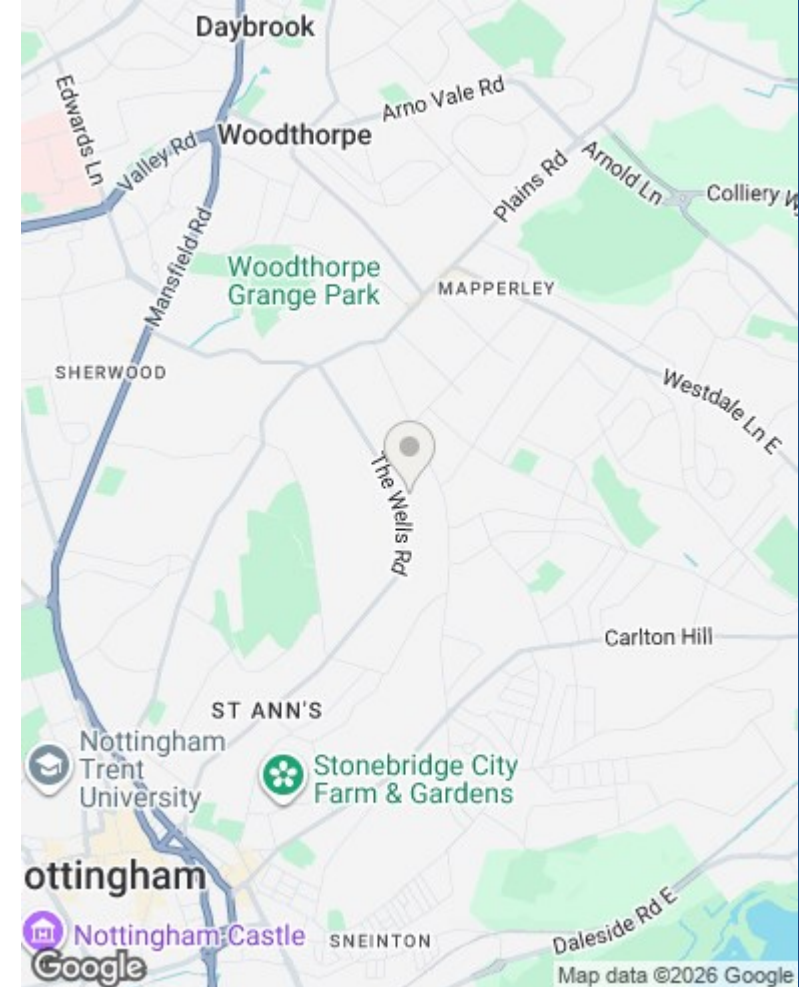 Daybrook
Edwards Ln
Arno Vale Rd
Woodthorpe
Valley Rd
Plains Rd
Arnold Ln
Colliery W
Mansfield Rd
Woodthorpe
Grange Park
MAPPERLEY
SHERWOOD
Westdale Ln E
The Wells Rd
Carlton Hill
ST ANN'S
Nottingham
Trent
University
Stonebridge City
Farm & Gardens
ottingham
Nottingham Castle
SNEINTON
Daleside Rd E
Google
Map data ©2026 Google